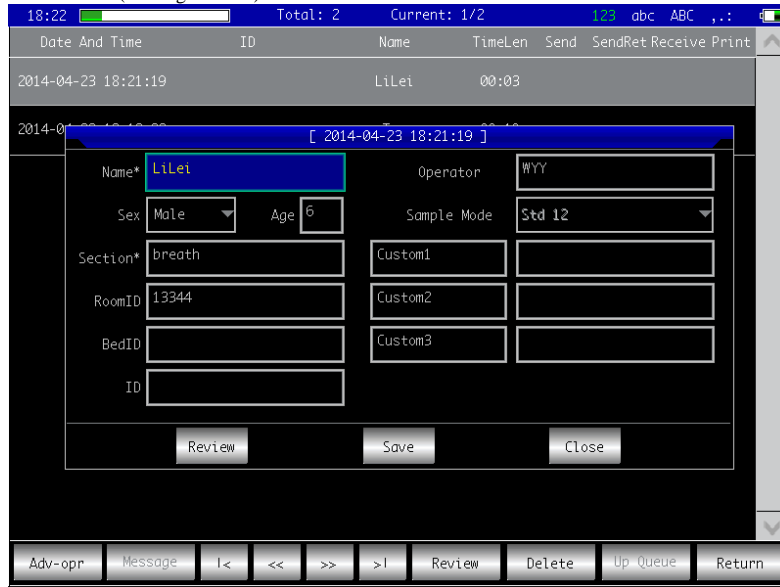 18:22 Total: 2 Current: 1/2 123 abc ABC ,.:
Date And Time ID Name TimeLen Send SendRet Receive Print
2014-04-23 18:21:19 LiLei 00:03
2014-0
[ 2014-04-23 18:21:19 ]
Name* LiLei Operator WYY
Sex Male Age 6 Sample Mode Std 12
Section* breath Custom1
RoomID 13344 Custom2
BedID Custom3
ID
Review Save Close
Adv-opr Message |< << >> >| Review Delete Up Queue Return